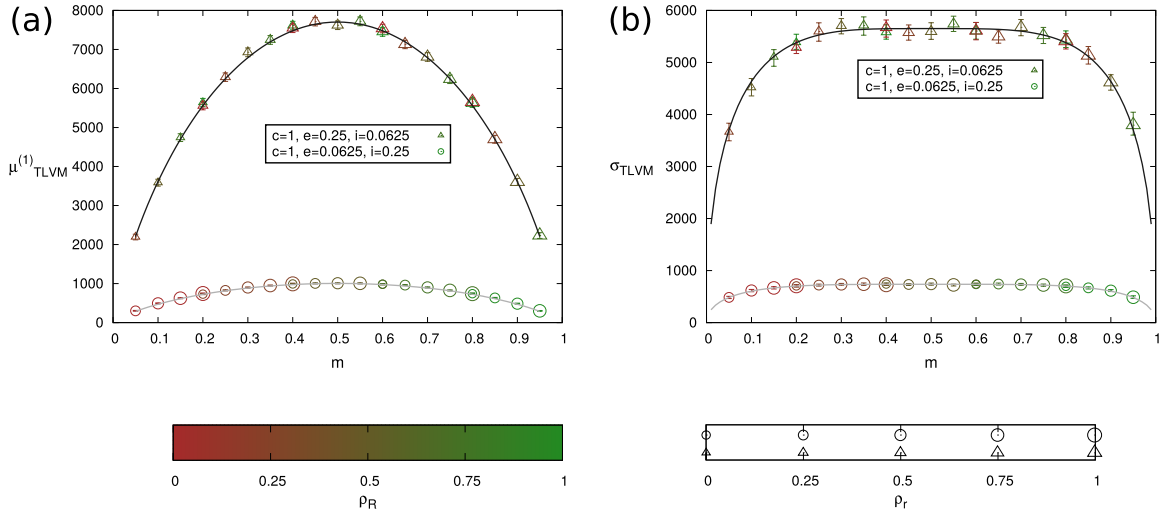 (a)
8000
7000
6000
5000
4000
3000
2000
1000
0
μ(1)TLVM
c=1, e=0.25, i=0.0625
c=1, e=0.0625, i=0.25
0 0.1 0.2 0.3 0.4 0.5 0.6 0.7 0.8 0.9 1
m
(b)
6000
5000
4000
3000
2000
1000
0
σTLVM
c=1, e=0.25, i=0.0625
c=1, e=0.0625, i=0.25
0 0.1 0.2 0.3 0.4 0.5 0.6 0.7 0.8 0.9 1
m
0 0.25 0.5 0.75 1
ρR
0 0.25 0.5 0.75 1
ρr